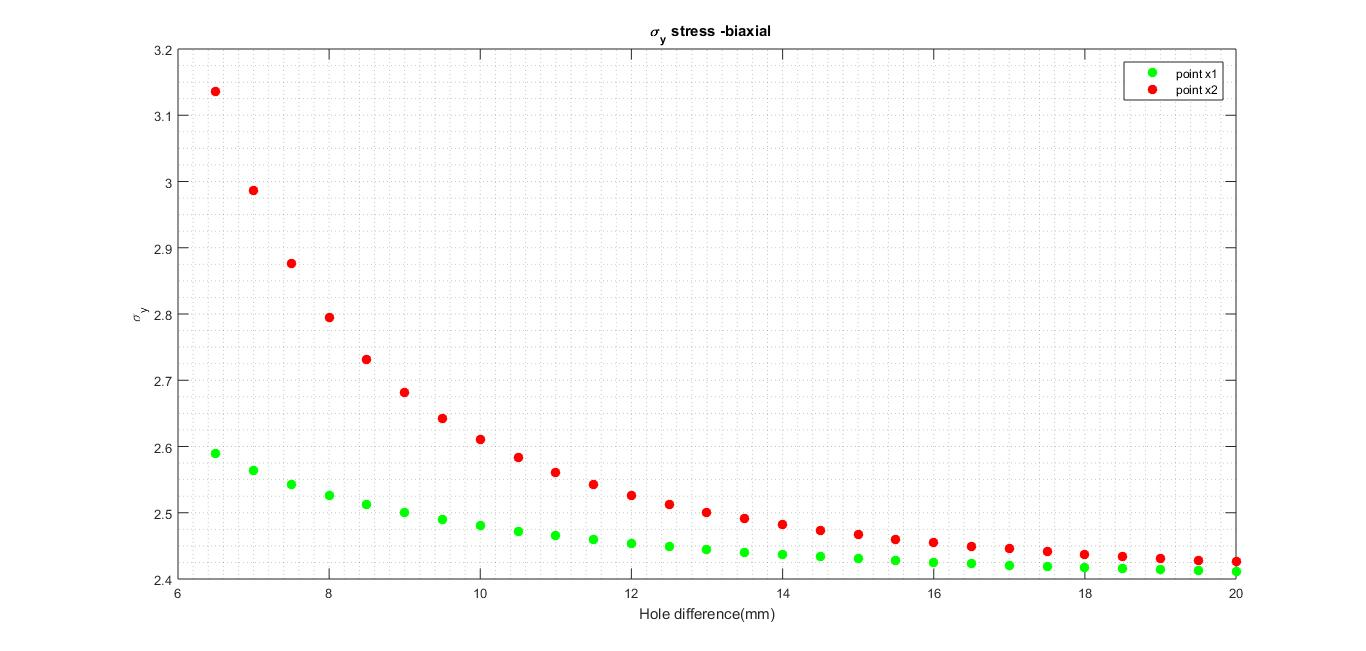 σy stress -biaxial
3.2
3.1
3
2.9
2.8
2.7
2.6
2.5
2.4
σy
point x1
point x2
6 8 10 12 14 16 18 20
Hole difference(mm)